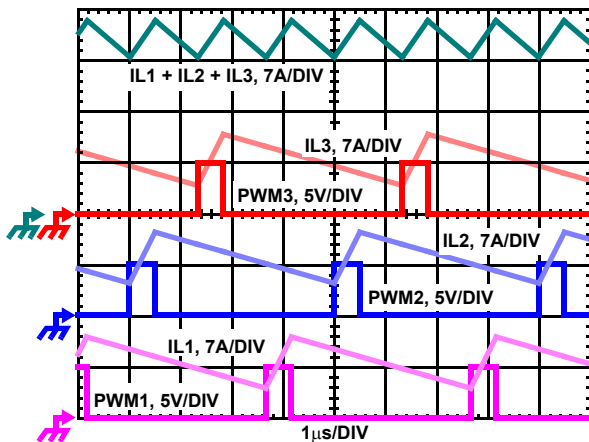 IL1 + IL2 + IL3, 7A/DIV
IL3, 7A/DIV
PWM3, 5V/DIV
IL2, 7A/DIV
PWM2, 5V/DIV
IL1, 7A/DIV
PWM1, 5V/DIV
1μs/DIV